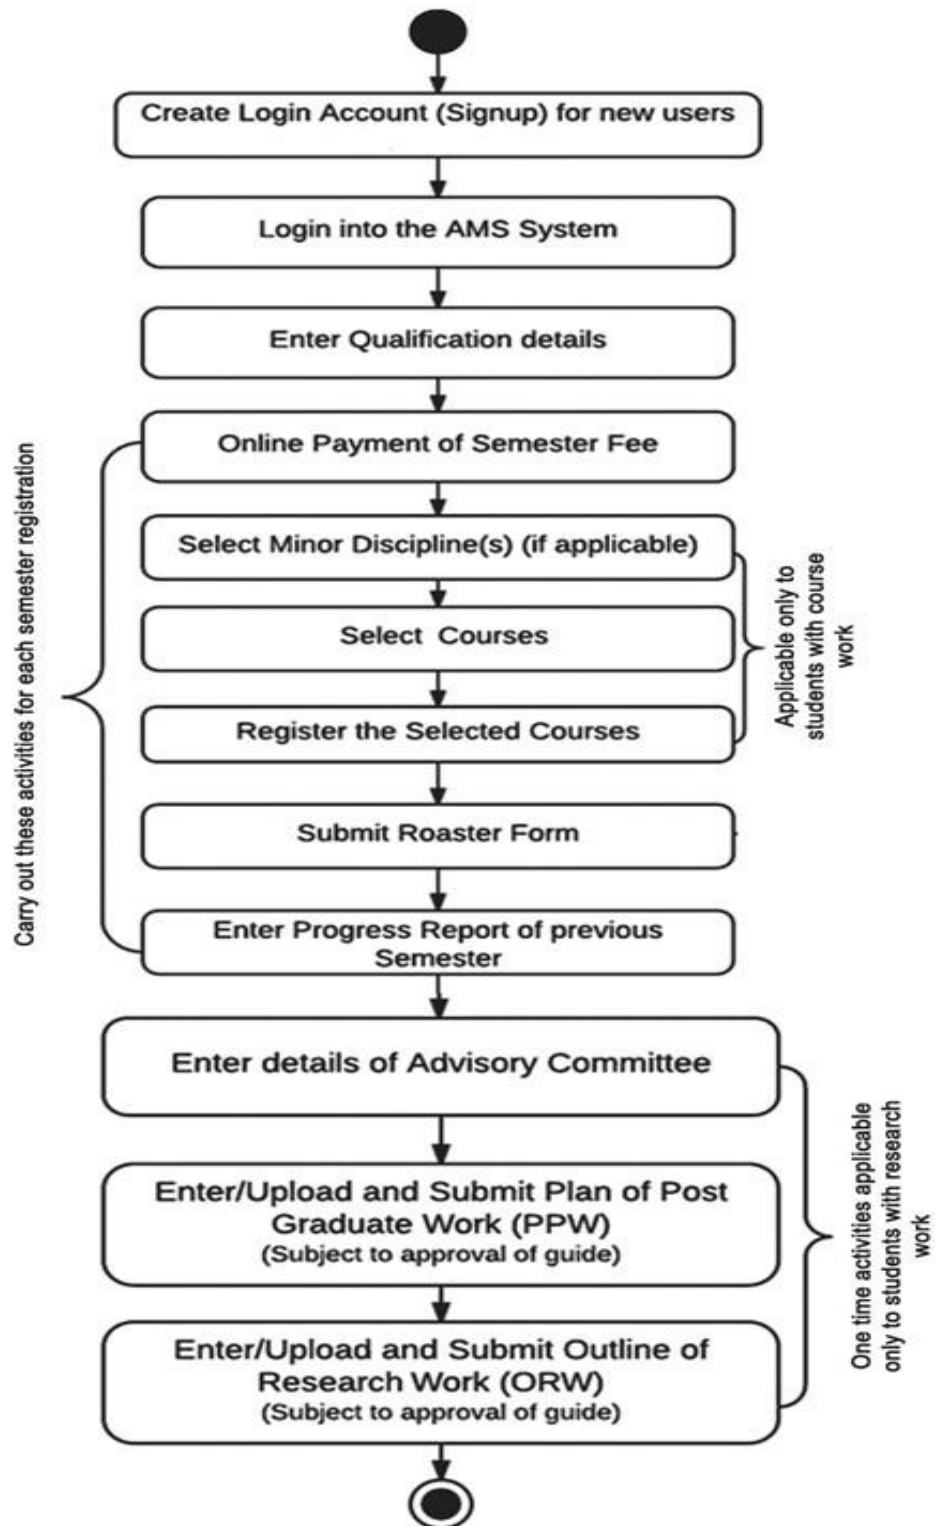 Create Login Account (Signup) for new users
Login into the AMS System
Enter Qualification details
Online Payment of Semester Fee
Select Minor Discipline(s) (if applicable)
Select Courses
Register the Selected Courses
Submit Roaster Form
Enter Progress Report of previous
Semester
Carry out these activities for each semester registration
Applicable only to
students with course
work
Enter details of Advisory Committee
Enter/Upload and Submit Plan of Post
Graduate Work (PPW)
(Subject to approval of guide)
Enter/Upload and Submit Outline of
Research Work (ORW)
(Subject to approval of guide)
One time activities applicable
only to students with research
work